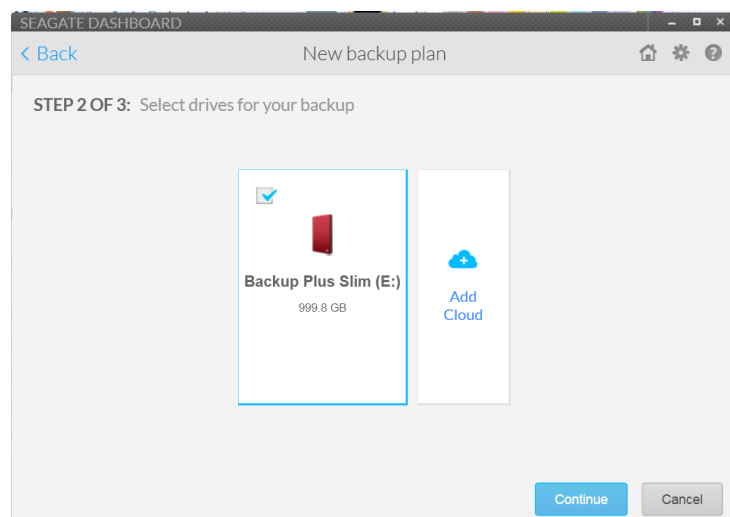 SEAGATE DASHBOARD
Back
New backup plan
STEP 2 OF 3: Select drives for your backup
Backup Plus Slim (E:)
999.8 GB
Add
Cloud
Continue
Cancel